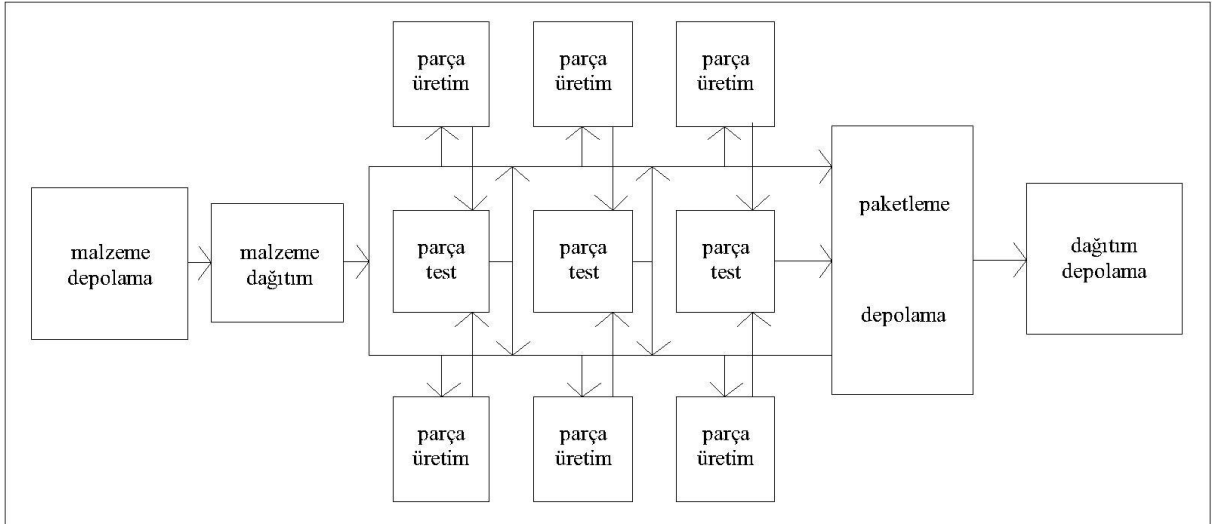 parça
üretim
parça
üretim
parça
üretim
malzeme
depolama
malzeme
dağıtım
parça
test
parça
test
parça
test
paketleme
depolama
dağıtım
depolama
parça
üretim
parça
üretim
parça
üretim